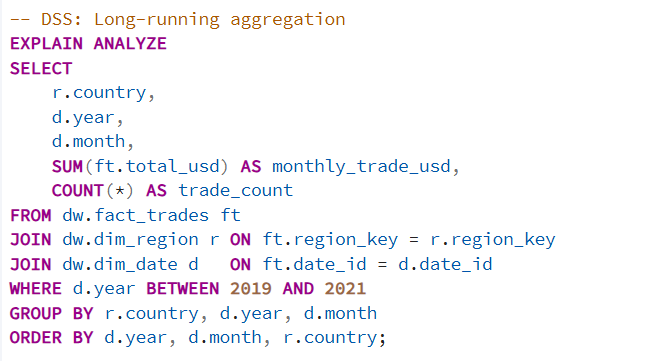 -- DSS: Long-running aggregation
EXPLAIN ANALYZE
SELECT
    r.country,
    d.year,
    d.month,
    SUM(ft.total_usd) AS monthly_trade_usd,
    COUNT(*) AS trade_count
FROM dw.fact_trades ft
JOIN dw.dim_region r ON ft.region_key = r.region_key
JOIN dw.dim_date d   ON ft.date_id = d.date_id
WHERE d.year BETWEEN 2019 AND 2021
GROUP BY r.country, d.year, d.month
ORDER BY d.year, d.month, r.country;